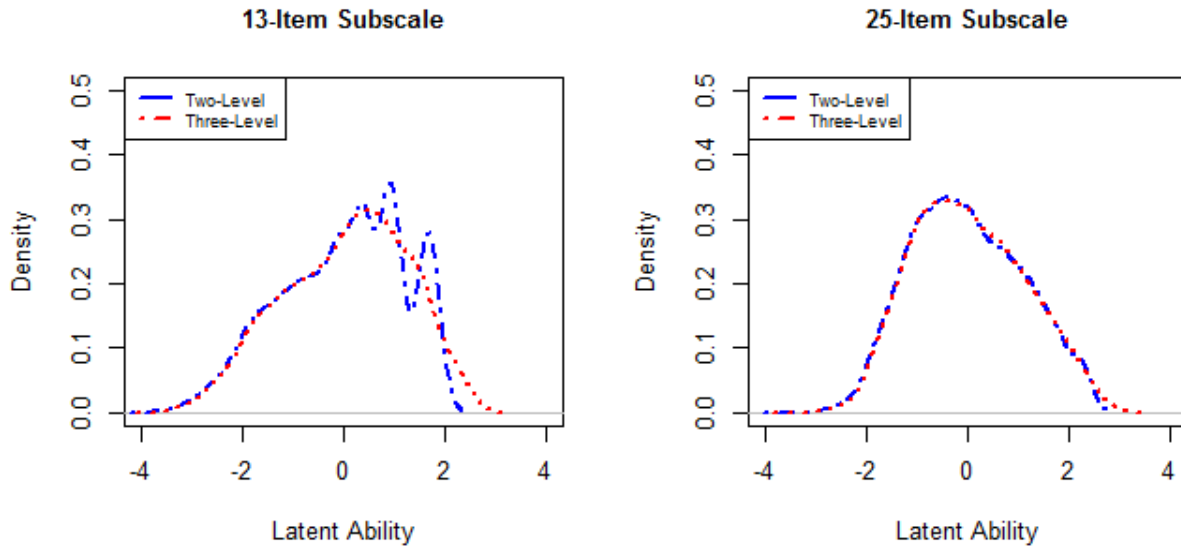 13-Item Subscale
Two-Level
Three-Level
0.5
0.4
0.3
0.2
0.1
0.0
Density
-4 -2 0 2 4
Latent Ability
25-Item Subscale
Two-Level
Three-Level
0.5
0.4
0.3
0.2
0.1
0.0
Density
-4 -2 0 2 4
Latent Ability